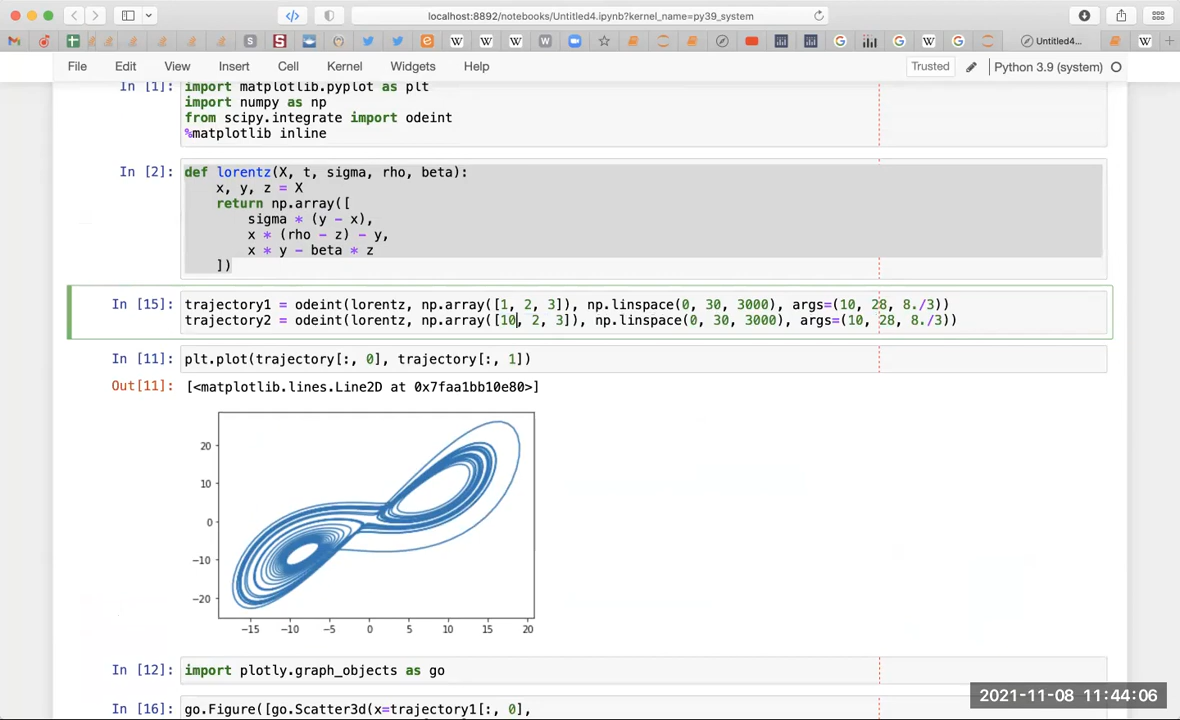 localhost:8892/notebooks/Untitled4.ipynb?kernel_name=py39_system
Untitled4...
File Edit View Insert Cell Kernel Widgets Help
Trusted
Python 3.9 (system)
In [1]: import matplotlib.pyplot as plt
import numpy as np
from scipy.integrate import odeint
%matplotlib inline
In [2]: def lorentz(X, t, sigma, rho, beta):
x, y, z = X
return np.array([
sigma * (y - x),
x * (rho - z) - y,
x * y - beta * z
])
In [15]: trajectory1 = odeint(lorentz, np.array([1, 2, 3]), np.linspace(0, 30, 3000), args=(10, 28, 8./3))
trajectory2 = odeint(lorentz, np.array([10, 2, 3]), np.linspace(0, 30, 3000), args=(10, 28, 8./3))
In [11]: plt.plot(trajectory[:, 0], trajectory[:, 1])
Out[11]: [<matplotlib.lines.Line2D at 0x7faa1bb10e80>]
20
10
0
−10
−20
−15 −10 −5 0 5 10 15 20
In [12]: import plotly.graph_objects as go
In [16]: go.Figure([go.Scatter3d(x=trajectory1[:, 0],
2021-11-08 11:44:06